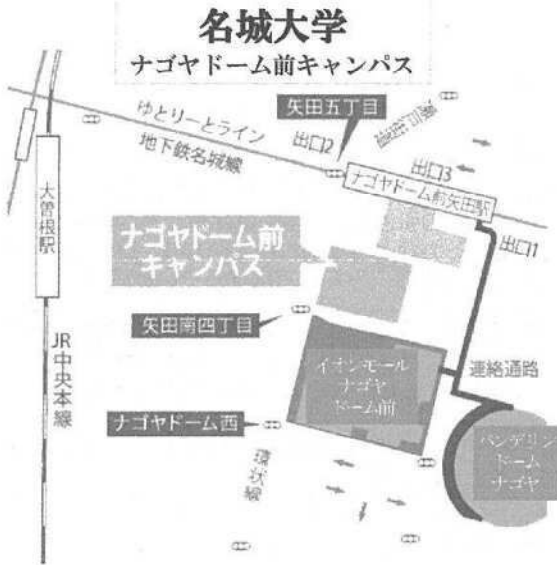 名城大学
ナゴヤドーム前キャンパス
ゆとりーとライン
地下鉄名城線
矢田五丁目
出口2
出口3
ナゴヤドーム前矢田駅
出口1
大曽根駅
ナゴヤドーム前
キャンパス
矢田南四丁目
JR中央本線
イオンモール
ナゴヤ
ドーム前
連絡通路
ナゴヤドーム西
環状線
バンテリン
ドーム
ナゴヤ